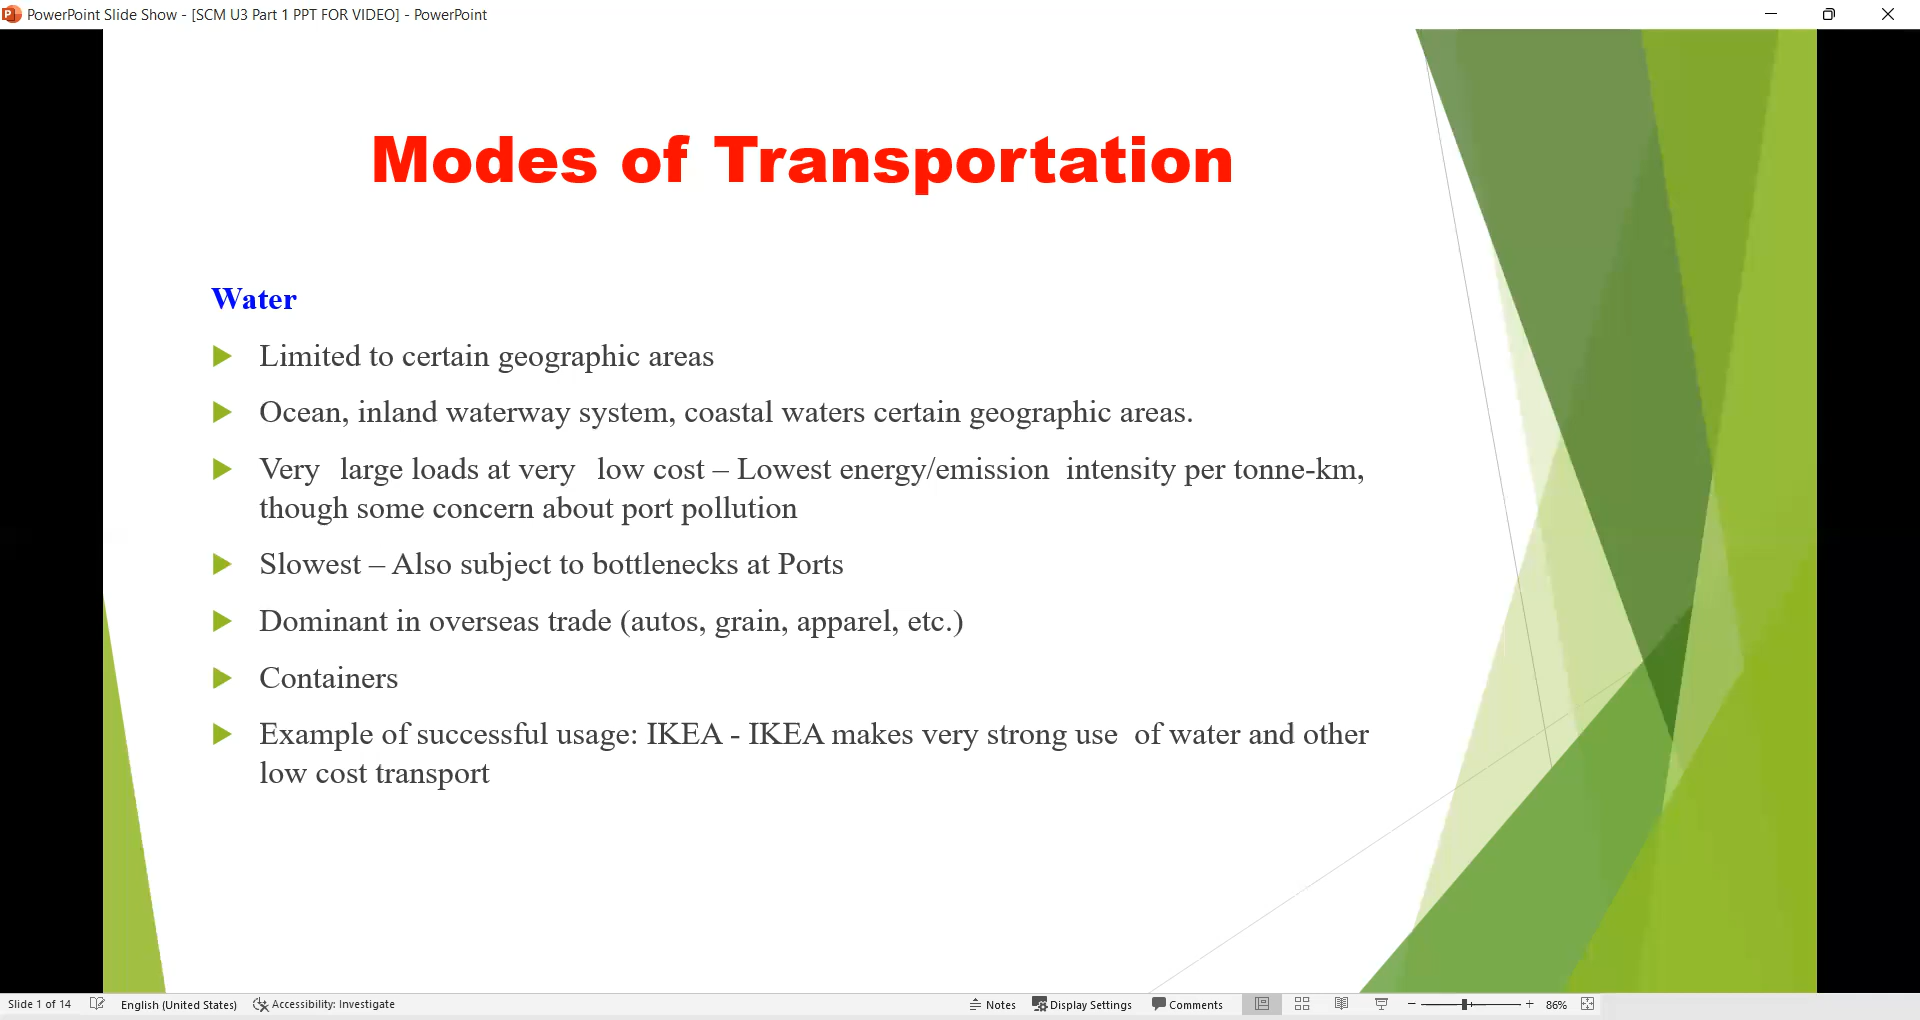 PowerPoint Slide Show - [SCM U3 Part 1 PPT FOR VIDEO] - PowerPoint
Modes of Transportation
Water
Limited to certain geographic areas
Ocean, inland waterway system, coastal waters certain geographic areas.
Very large loads at very low cost – Lowest energy/emission intensity per tonne-km,
though some concern about port pollution
Slowest – Also subject to bottlenecks at Ports
Dominant in overseas trade (autos, grain, apparel, etc.)
Containers
Example of successful usage: IKEA - IKEA makes very strong use of water and other
low cost transport
Slide 1 of 14 English (United States) Accessibility: Investigate Notes Display Settings Comments 86%